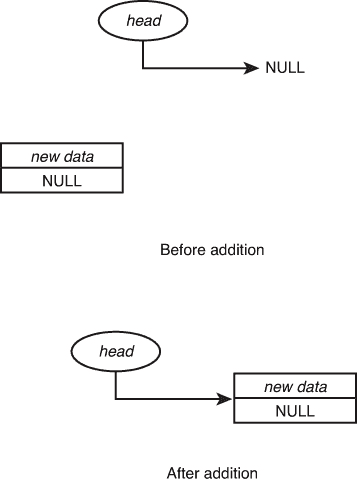 head
NULL
new data
NULL
Before addition
head
new data
NULL
After addition